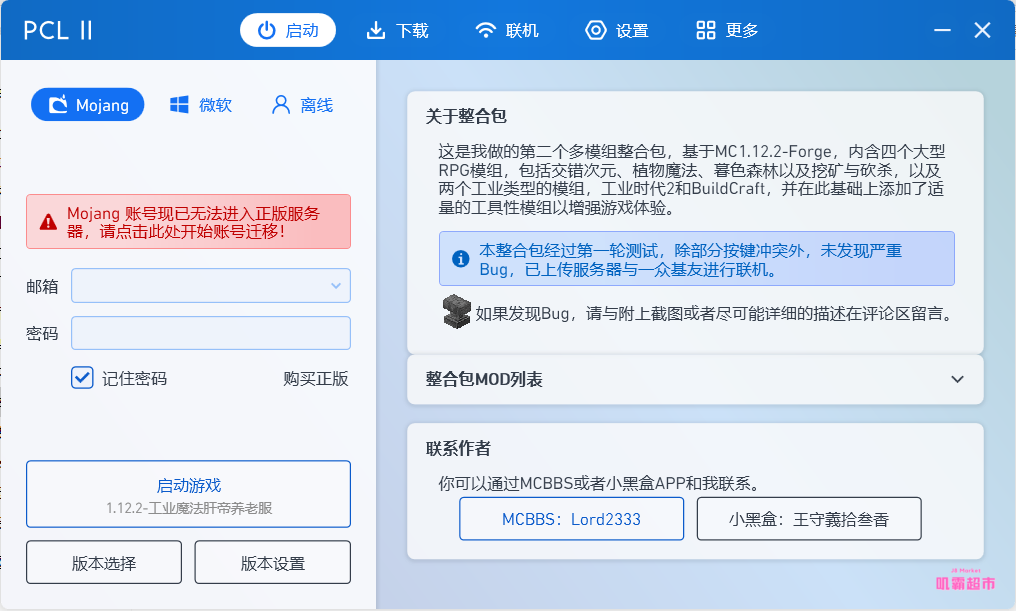 PCL II
启动
下载
联机
设置
更多
Mojang
微软
离线
Mojang 账号现已无法进入正版服务
器，请点击此处开始账号迁移！
邮箱
密码
记住密码
购买正版
启动游戏
1.12.2-工业魔法肝帝养老服
版本选择
版本设置
关于整合包
这是我做的第二个多模组整合包，基于MC1.12.2-Forge，内含四个大型
RPG模组，包括交错次元、植物魔法、暮色森林以及挖矿与砍杀，以及
两个工业类型的模组，工业时代2和BuildCraft，并在此基础上添加了适
量的工具性模组以增强游戏体验。
本整合包经过第一轮测试，除部分按键冲突外，未发现严重
Bug，已上传服务器与一众基友进行联机。
如果发现Bug，请与附上截图或者尽可能详细的描述在评论区留言。
整合包MOD列表
联系作者
你可以通过MCBBS或者小黑盒APP和我联系。
MCBBS：Lord2333
小黑盒：王守義拾叁香
JB Market
叽霸超市